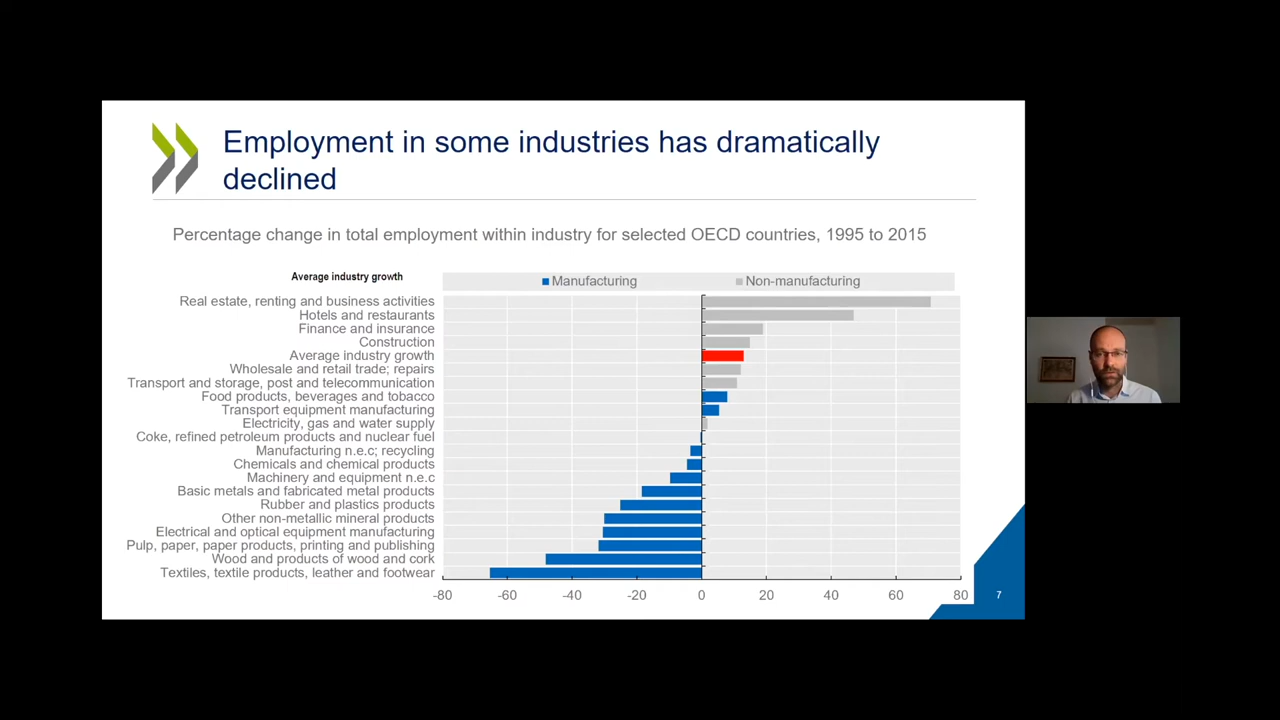 Employment in some industries has dramatically
declined
Percentage change in total employment within industry for selected OECD countries, 1995 to 2015
Average industry growth
Manufacturing
Non-manufacturing
Real estate, renting and business activities
Hotels and restaurants
Finance and insurance
Construction
Average industry growth
Wholesale and retail trade; repairs
Transport and storage, post and telecommunication
Food products, beverages and tobacco
Transport equipment manufacturing
Electricity, gas and water supply
Coke, refined petroleum products and nuclear fuel
Manufacturing n.e.c; recycling
Chemicals and chemical products
Machinery and equipment n.e.c
Basic metals and fabricated metal products
Rubber and plastics products
Other non-metallic mineral products
Electrical and optical equipment manufacturing
Pulp, paper, paper products, printing and publishing
Wood and products of wood and cork
Textiles, textile products, leather and footwear
-80 -60 -40 -20 0 20 40 60 80
7